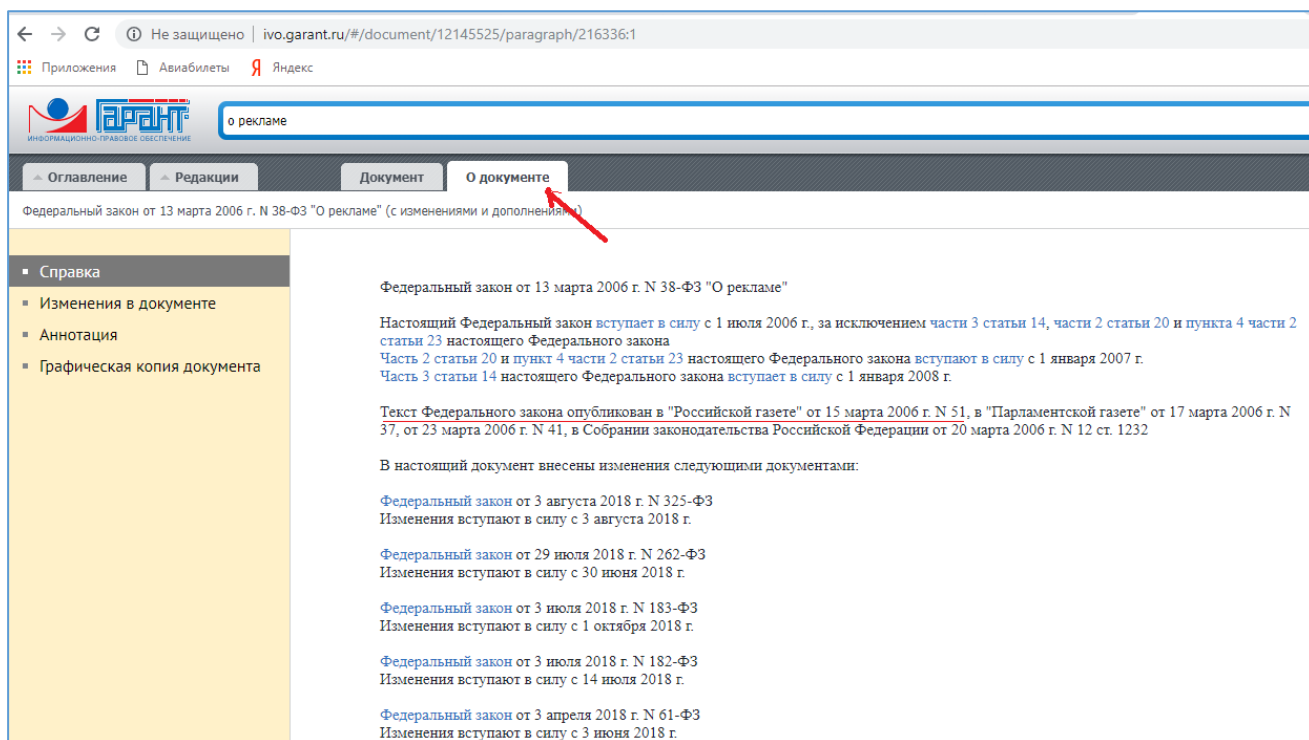 Не защищено | ivo.garant.ru/#/document/12145525/paragraph/216336:1
Приложения Авиабилеты Я Яндекс
ГАРАНТ
ИНФОРМАЦИОННО-ПРАВОВОЕ ОБЕСПЕЧЕНИЕ
о рекламе
Оглавление Редакции Документ О документе
Федеральный закон от 13 марта 2006 г. N 38-ФЗ "О рекламе" (с изменениями и дополнениями)
Справка
Изменения в документе
Аннотация
Графическая копия документа
Федеральный закон от 13 марта 2006 г. N 38-ФЗ "О рекламе"
Настоящий Федеральный закон вступает в силу с 1 июля 2006 г., за исключением части 3 статьи 14, части 2 статьи 20 и пункта 4 части 2
статьи 23 настоящего Федерального закона
Часть 2 статьи 20 и пункт 4 части 2 статьи 23 настоящего Федерального закона вступают в силу с 1 января 2007 г.
Часть 3 статьи 14 настоящего Федерального закона вступает в силу с 1 января 2008 г.
Текст Федерального закона опубликован в "Российской газете" от 15 марта 2006 г. N 51, в "Парламентской газете" от 17 марта 2006 г. N
37, от 23 марта 2006 г. N 41, в Собрании законодательства Российской Федерации от 20 марта 2006 г. N 12 ст. 1232
В настоящий документ внесены изменения следующими документами:
Федеральный закон от 3 августа 2018 г. N 325-ФЗ
Изменения вступают в силу с 3 августа 2018 г.
Федеральный закон от 29 июля 2018 г. N 262-ФЗ
Изменения вступают в силу с 30 июня 2018 г.
Федеральный закон от 3 июля 2018 г. N 183-ФЗ
Изменения вступают в силу с 1 октября 2018 г.
Федеральный закон от 3 июля 2018 г. N 182-ФЗ
Изменения вступают в силу с 14 июля 2018 г.
Федеральный закон от 3 апреля 2018 г. N 61-ФЗ
Изменения вступают в силу с 3 июня 2018 г.